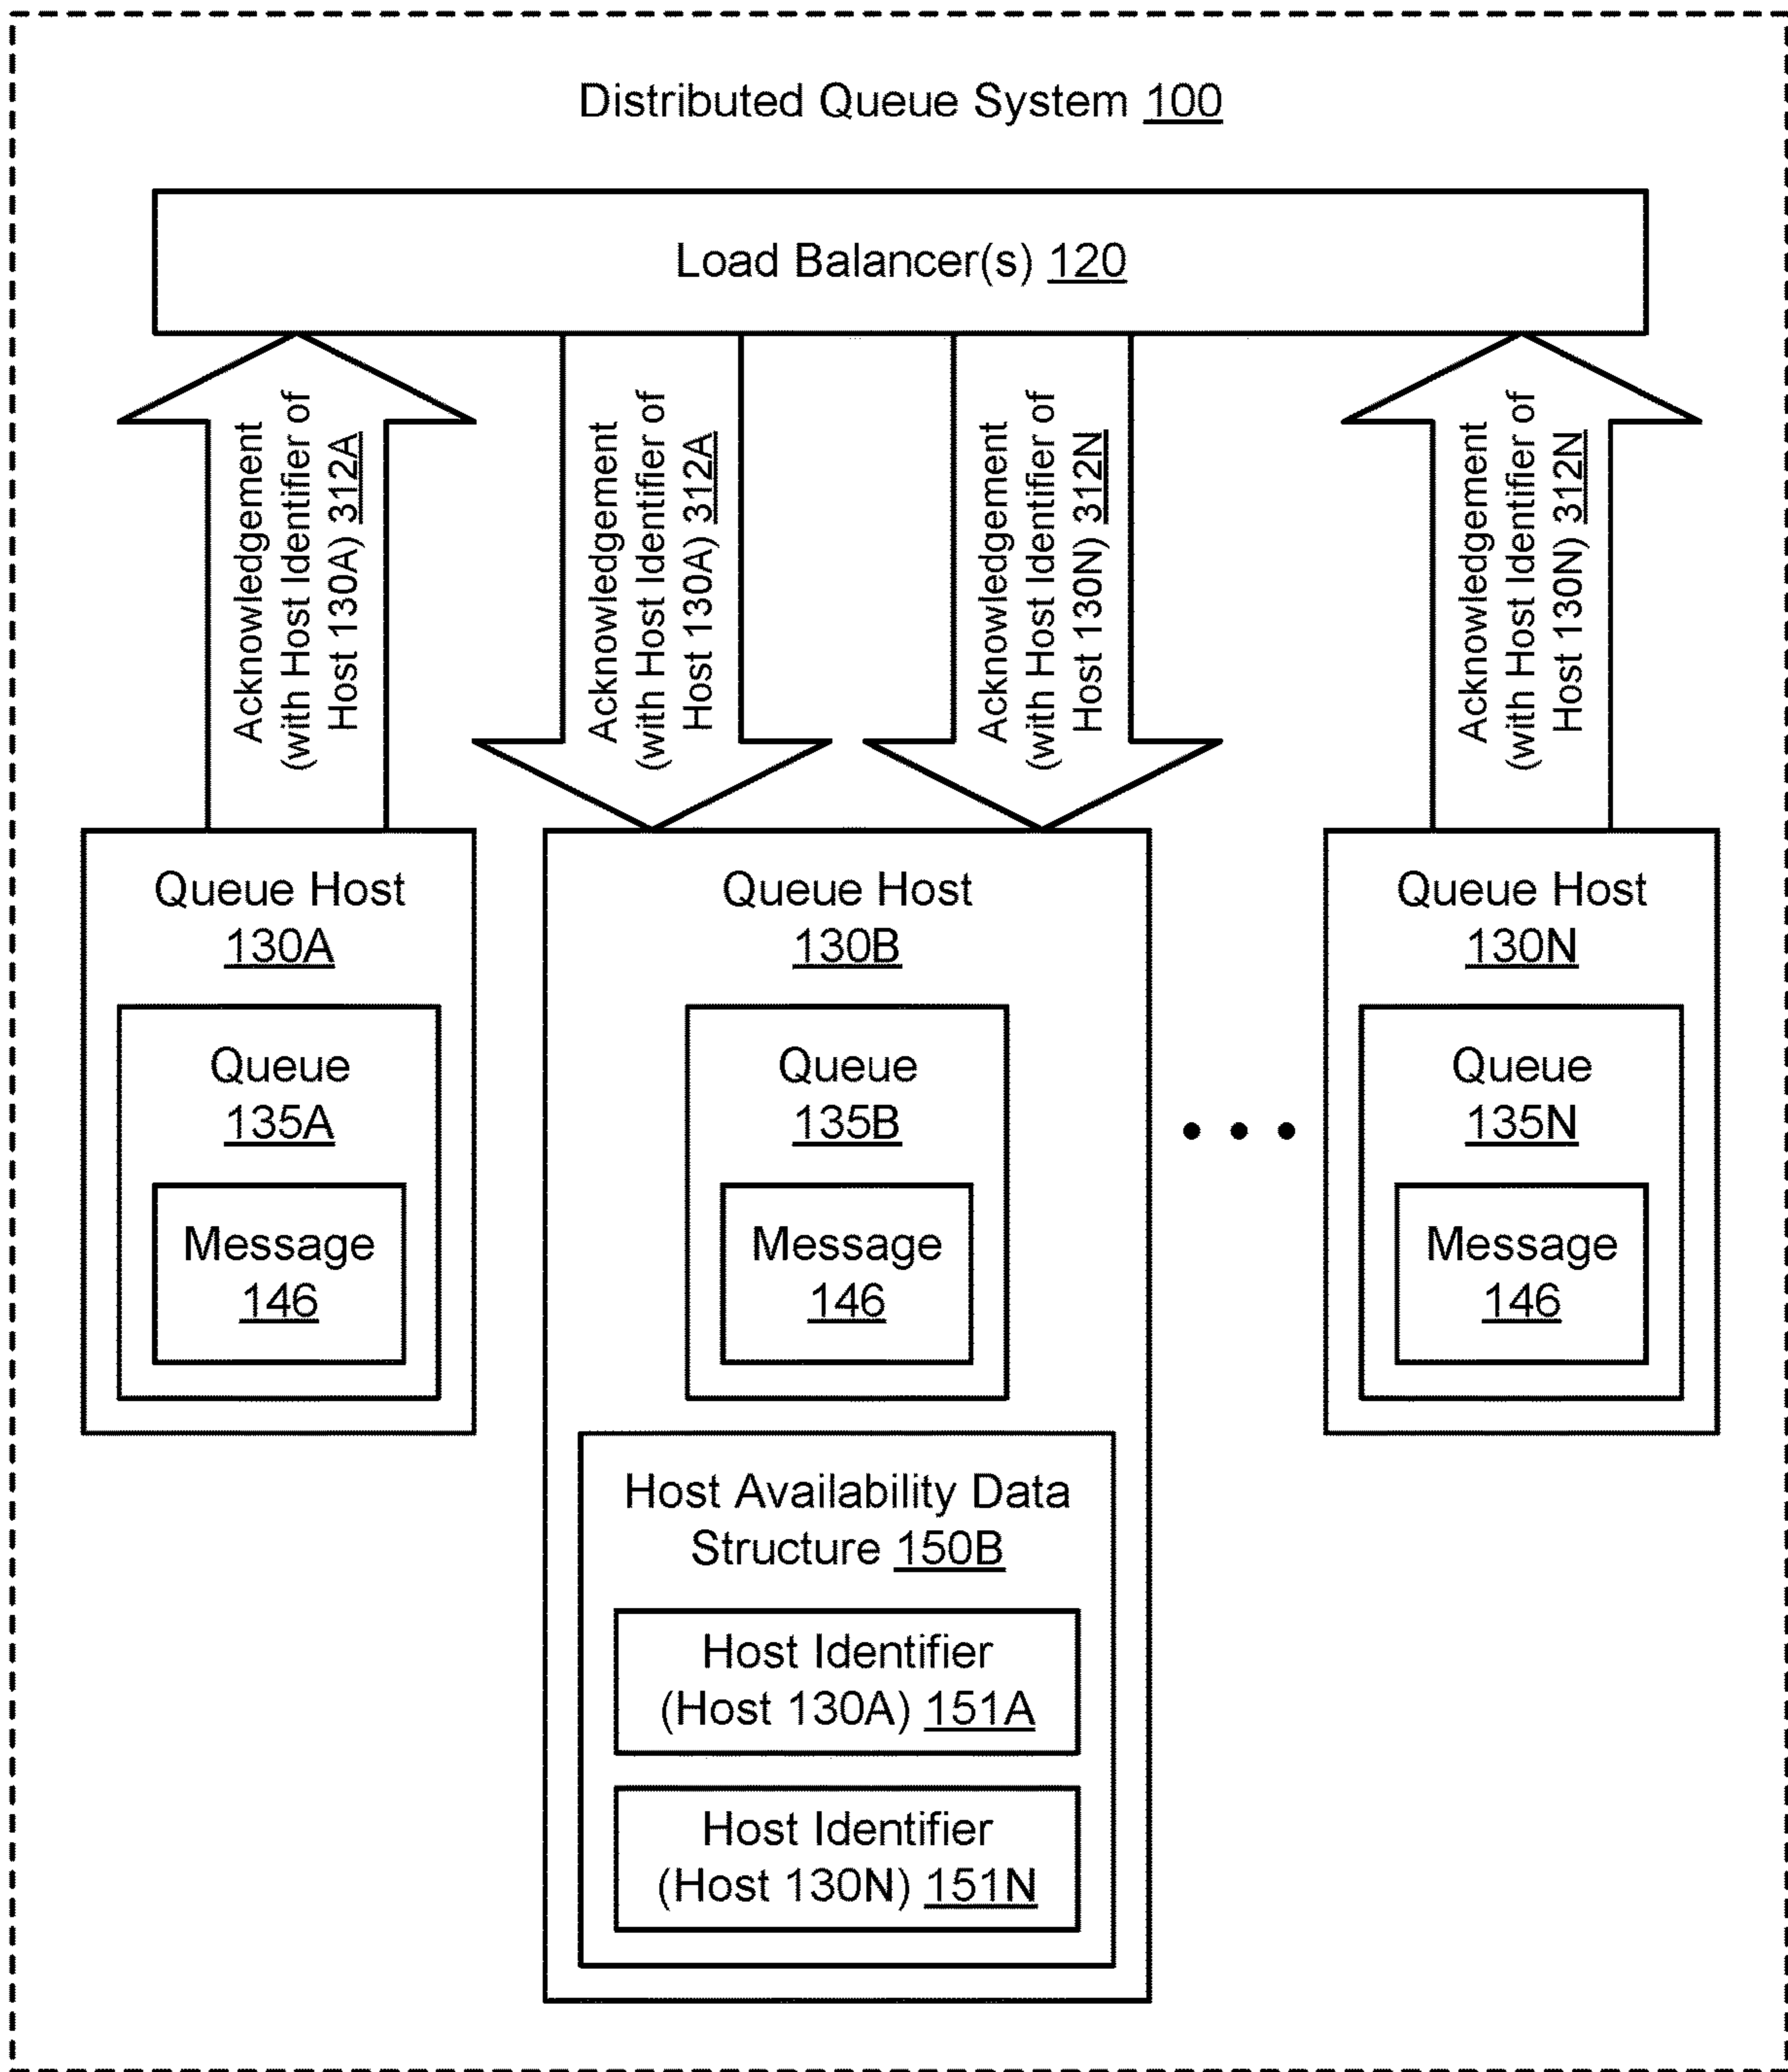 Distributed Queue System 100
Load Balancer(s) 120
Acknowledgement
(with Host Identifier of
Host 130A) 312A
Acknowledgement
(with Host Identifier of
Host 130A) 312A
Acknowledgement
(with Host Identifier of
Host 130N) 312N
Acknowledgement
(with Host Identifier of
Host 130N) 312N
Queue Host
130A
Queue
135A
Message
146
Queue Host
130B
Queue
135B
Message
146
Host Availability Data
Structure 150B
Host Identifier
(Host 130A) 151A
Host Identifier
(Host 130N) 151N
Queue Host
130N
Queue
135N
Message
146